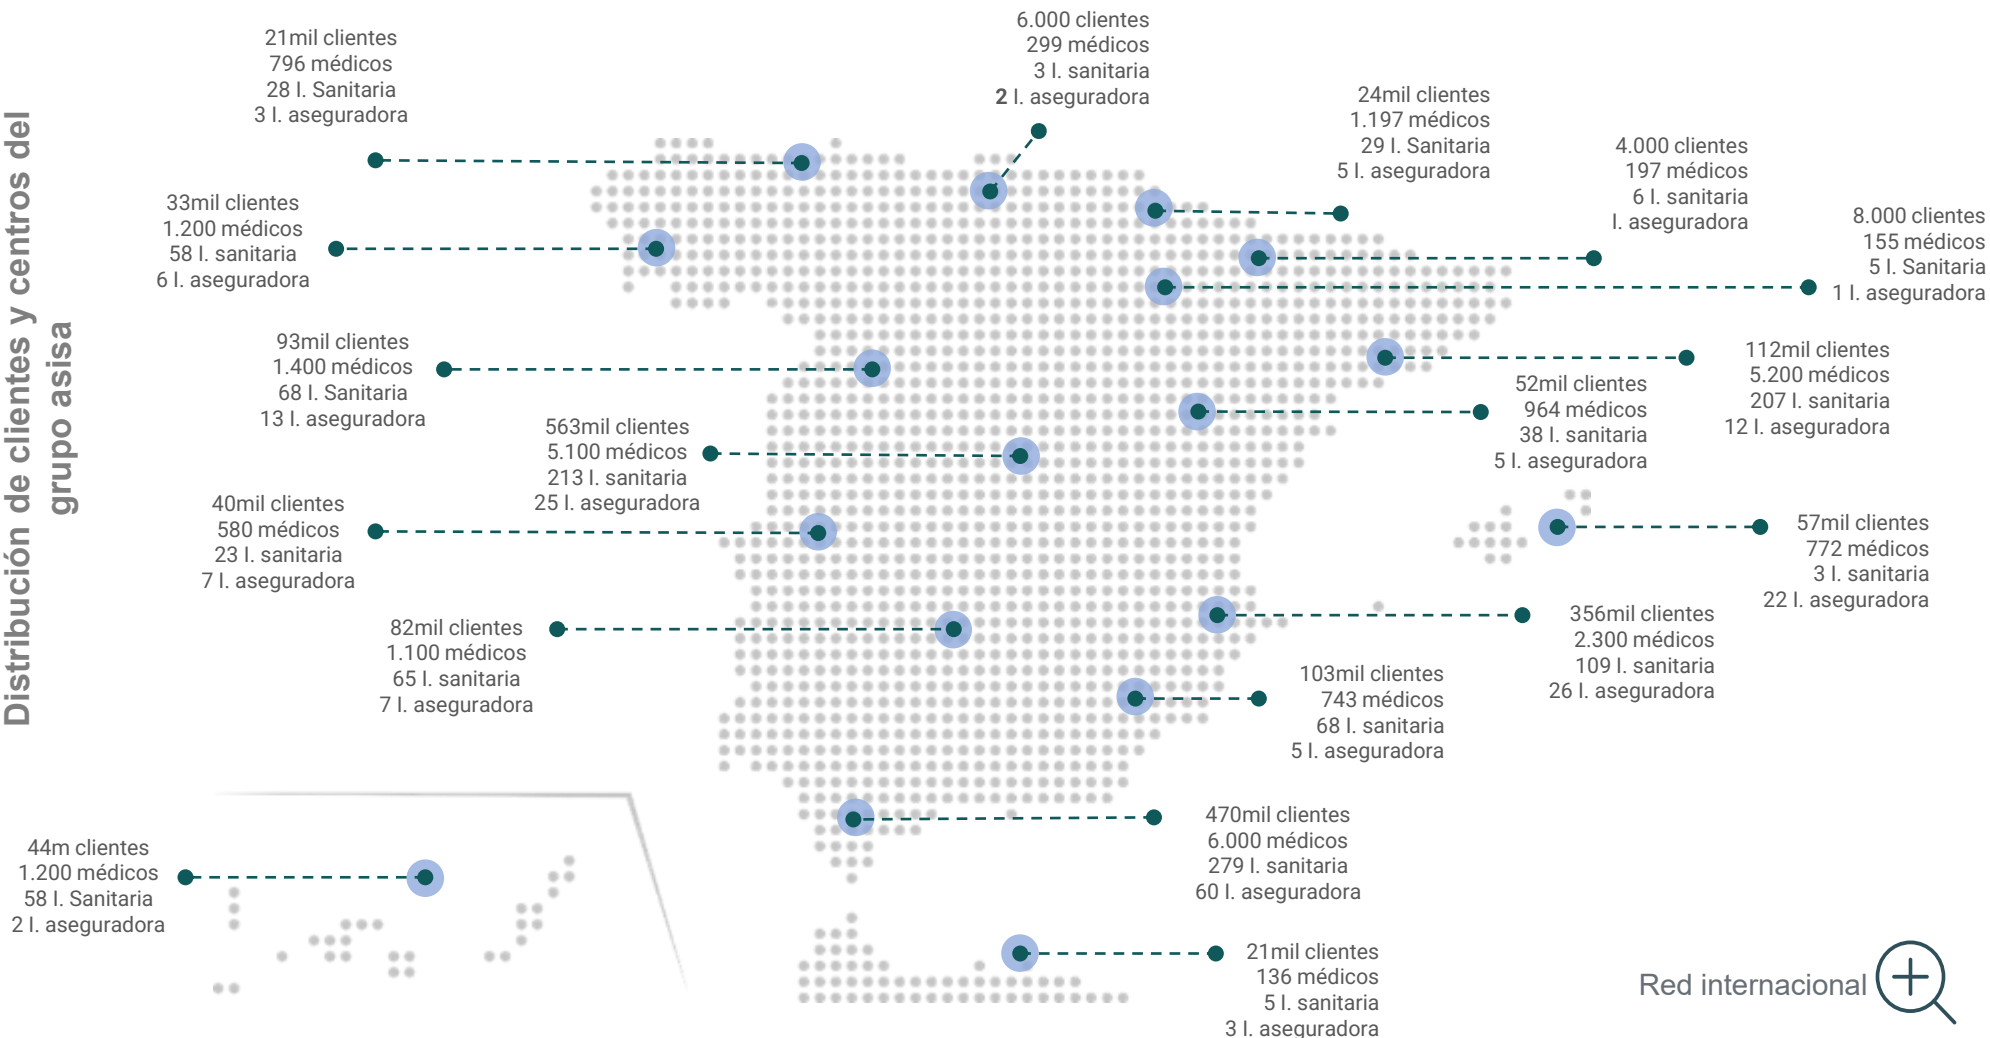 Distribución de clientes y centros del
grupo asisa
21mil clientes
796 médicos
28 I. Sanitaria
3 I. aseguradora
6.000 clientes
299 médicos
3 I. sanitaria
2 I. aseguradora
24mil clientes
1.197 médicos
29 I. Sanitaria
5 I. aseguradora
4.000 clientes
197 médicos
6 I. sanitaria
I. aseguradora
8.000 clientes
155 médicos
5 I. Sanitaria
1 I. aseguradora
33mil clientes
1.200 médicos
58 I. sanitaria
6 I. aseguradora
93mil clientes
1.400 médicos
68 I. Sanitaria
13 I. aseguradora
112mil clientes
5.200 médicos
207 I. sanitaria
12 I. aseguradora
52mil clientes
964 médicos
38 I. sanitaria
5 I. aseguradora
563mil clientes
5.100 médicos
213 I. sanitaria
25 I. aseguradora
40mil clientes
580 médicos
23 I. sanitaria
7 I. aseguradora
57mil clientes
772 médicos
3 I. sanitaria
22 I. aseguradora
82mil clientes
1.100 médicos
65 I. sanitaria
7 I. aseguradora
356mil clientes
2.300 médicos
109 I. sanitaria
26 I. aseguradora
103mil clientes
743 médicos
68 I. sanitaria
5 I. aseguradora
470mil clientes
6.000 médicos
279 I. sanitaria
60 I. aseguradora
44m clientes
1.200 médicos
58 I. Sanitaria
2 I. aseguradora
21mil clientes
136 médicos
5 I. sanitaria
3 I. aseguradora
Red internacional